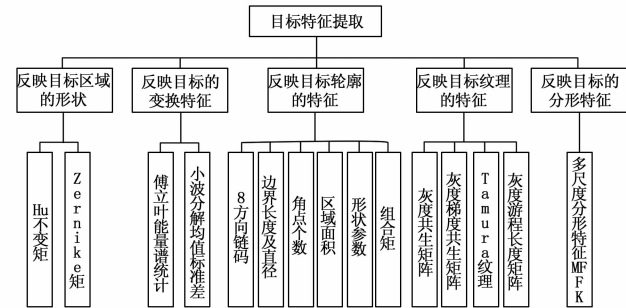 目标特征提取
反映目标区域
的形状
反映目标的
变换特征
反映目标轮廓
的特征
反映目标纹理
的特征
反映目标的
分形特征
Hu不变矩
Zernike矩
傅立叶能量谱统计
小波分解均值标准差
8方向链码
边界长度及直径
角点个数
区域面积
形状参数
组合矩
灰度共生矩阵
灰度梯度共生矩阵
Tamura纹理
灰度游程长度矩阵
多尺度分形特征MFFK